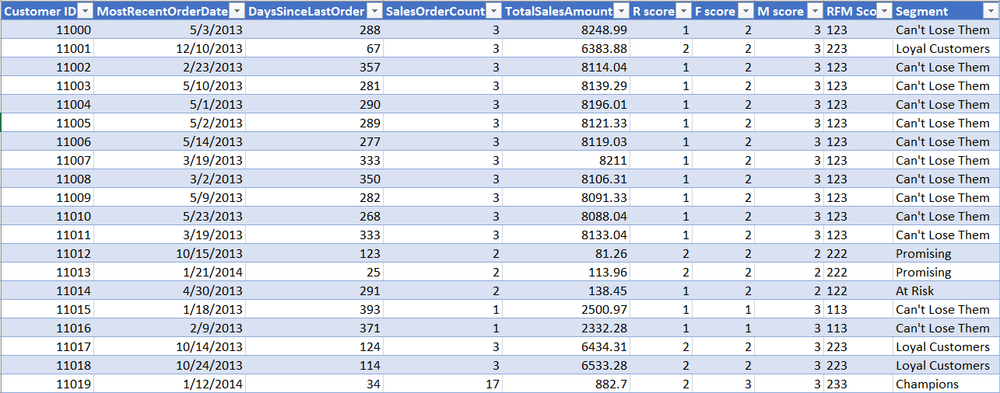 Customer ID MostRecentOrderDate DaysSinceLastOrder SalesOrderCount TotalSalesAmount R score F score M score RFM Sco Segment
11000 5/3/2013 288 3 8248.99 1 2 3 123 Can't Lose Them
11001 12/10/2013 67 3 6383.88 2 2 3 223 Loyal Customers
11002 2/23/2013 357 3 8114.04 1 2 3 123 Can't Lose Them
11003 5/10/2013 281 3 8139.29 1 2 3 123 Can't Lose Them
11004 5/1/2013 290 3 8196.01 1 2 3 123 Can't Lose Them
11005 5/2/2013 289 3 8121.33 1 2 3 123 Can't Lose Them
11006 5/14/2013 277 3 8119.03 1 2 3 123 Can't Lose Them
11007 3/19/2013 333 3 8211 1 2 3 123 Can't Lose Them
11008 3/2/2013 350 3 8106.31 1 2 3 123 Can't Lose Them
11009 5/9/2013 282 3 8091.33 1 2 3 123 Can't Lose Them
11010 5/23/2013 268 3 8088.04 1 2 3 123 Can't Lose Them
11011 3/19/2013 333 3 8133.04 1 2 3 123 Can't Lose Them
11012 10/15/2013 123 2 81.26 2 2 2 222 Promising
11013 1/21/2014 25 2 113.96 2 2 2 222 Promising
11014 4/30/2013 291 2 138.45 1 2 2 122 At Risk
11015 1/18/2013 393 1 2500.97 1 1 3 113 Can't Lose Them
11016 2/9/2013 371 1 2332.28 1 1 3 113 Can't Lose Them
11017 10/14/2013 124 3 6434.31 2 2 3 223 Loyal Customers
11018 10/24/2013 114 3 6533.28 2 2 3 223 Loyal Customers
11019 1/12/2014 34 17 882.7 2 3 3 233 Champions